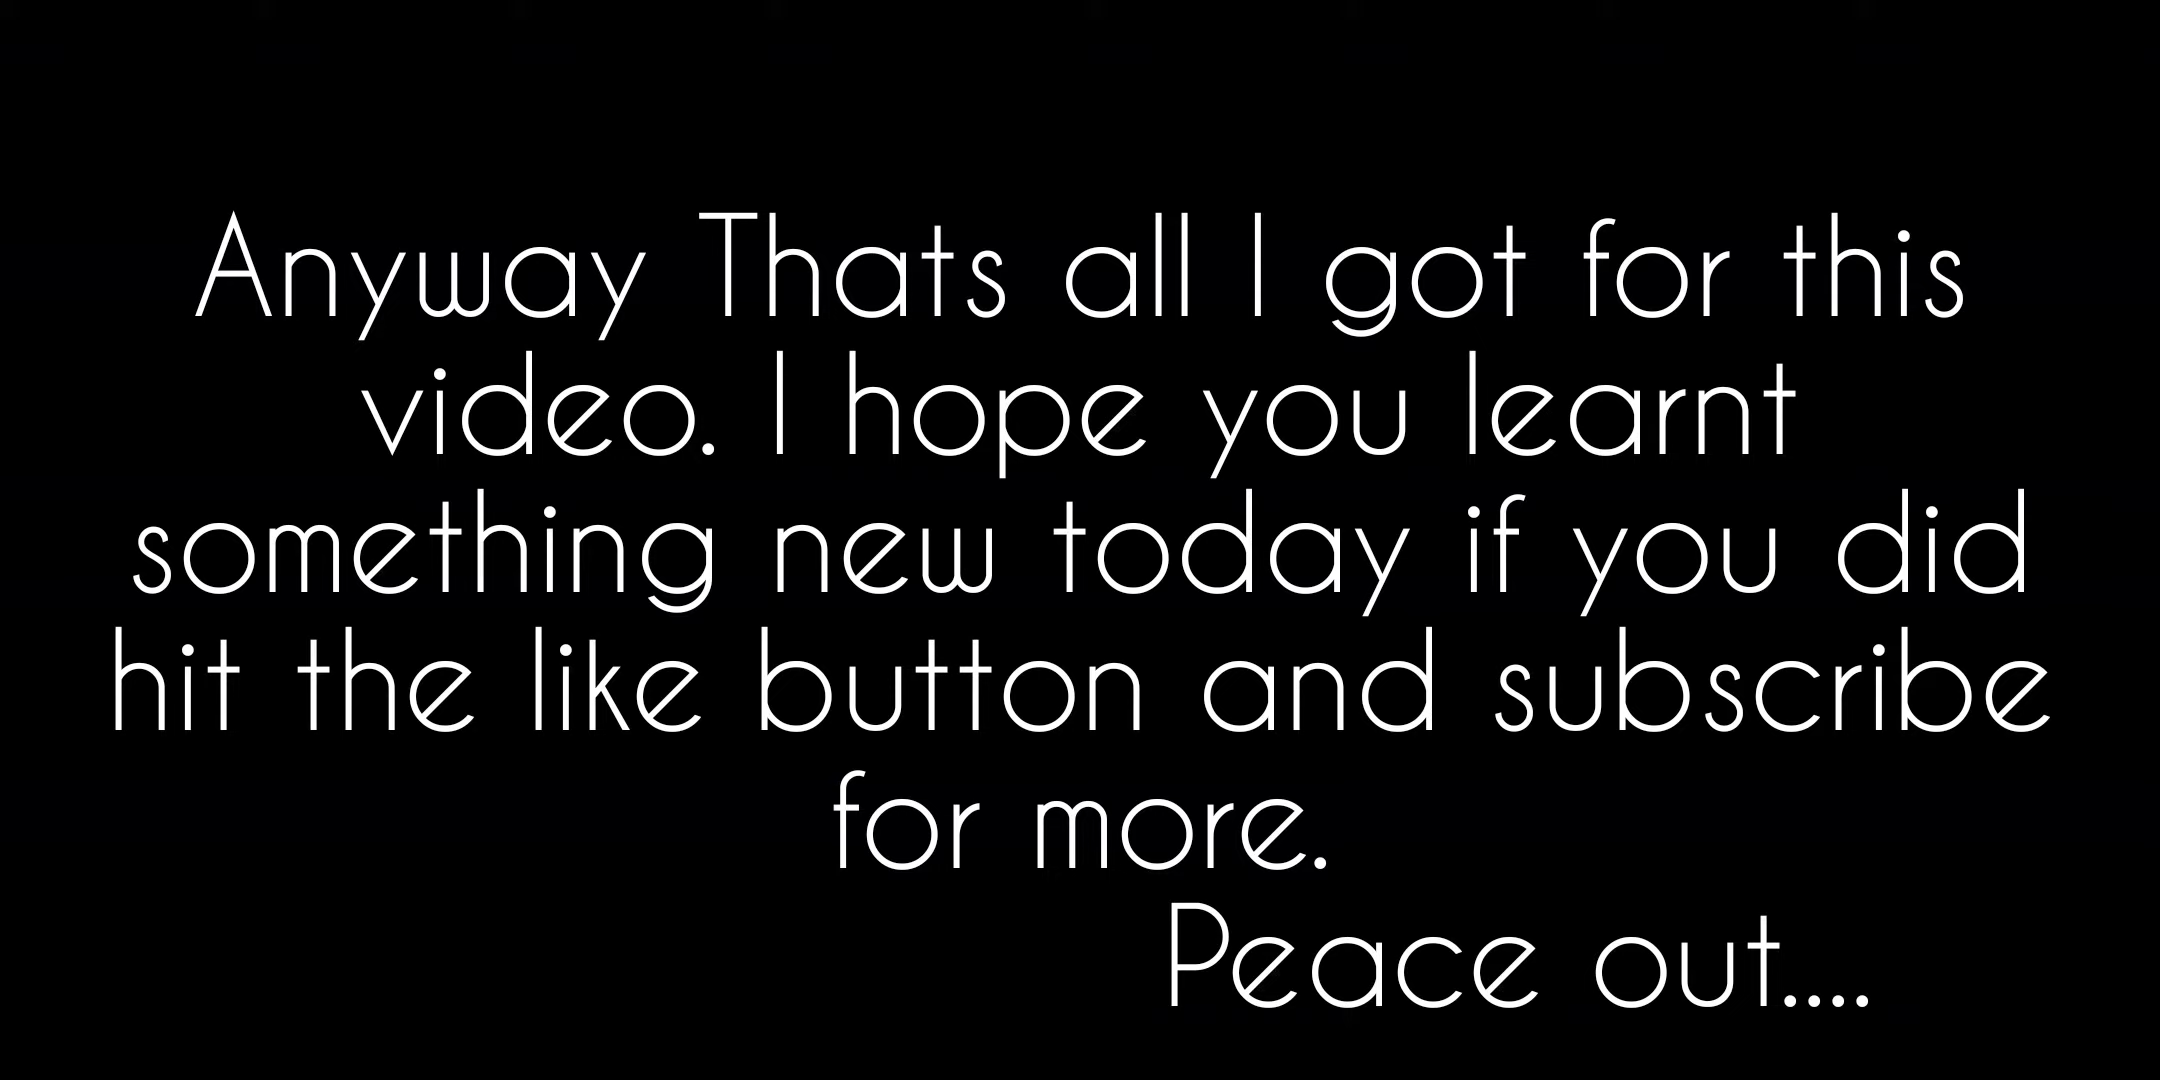 Anyway Thats all I got for this
video. I hope you learnt
something new today if you did
hit the like button and subscribe
for more.
Peace out....